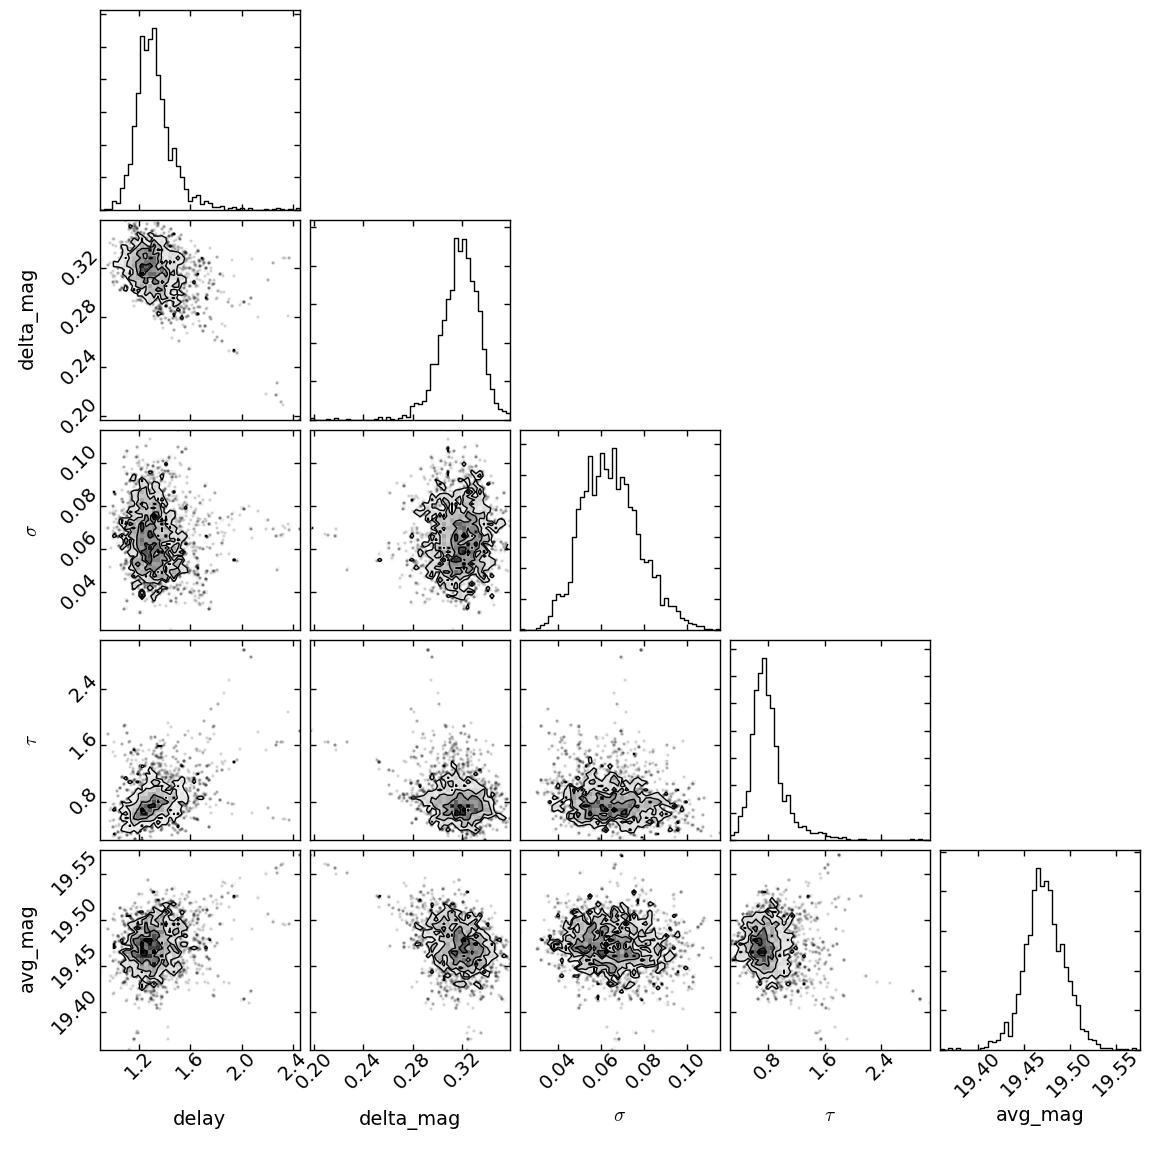 delta_mag
0.32
0.28
0.24
0.20
σ
0.10
0.08
0.06
0.04
τ
2.4
1.6
0.8
avg_mag
19.55
19.50
19.45
19.40
1.2 1.6 2.0 2.4
0.20 0.24 0.28 0.32
0.04 0.06 0.08 0.10
0.8 1.6 2.4
19.40 19.45 19.50 19.55
delay delta_mag σ τ avg_mag